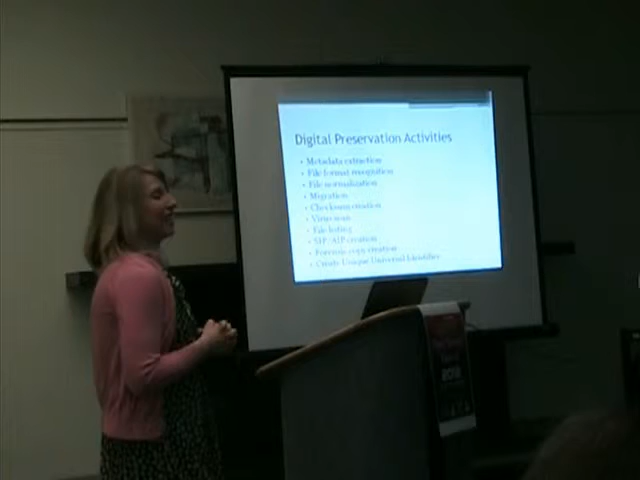 Digital Preservation Activities
• Metadata extraction
• File format recognition
• File normalization
• Migration
• Checksum creation
• Virus scan
• File listing
• SIP/AIP creation
• Forensic copy creation
• Create Unique Universal Identifier